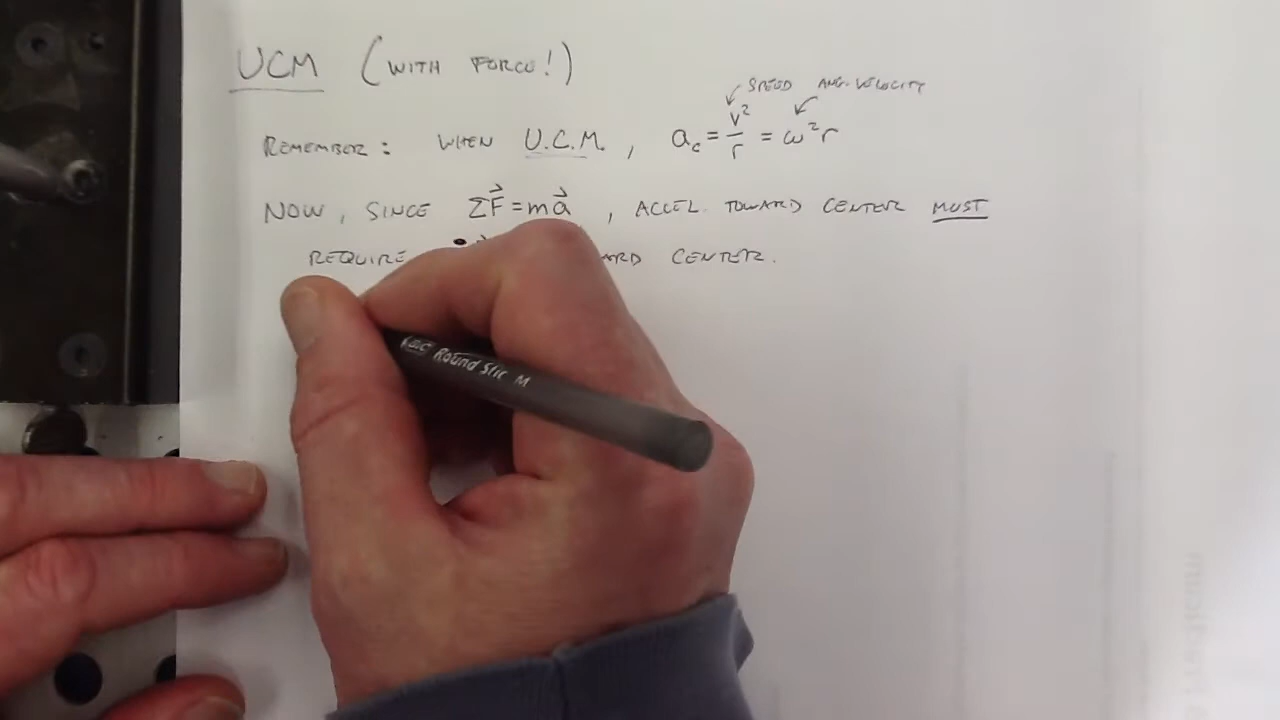 UCM (WITH FORCE!)
SPEED ANG. VELOCITY
REMEMBER: WHEN U.C.M., a_c = v²/r = ω²r
NOW, SINCE ΣF⃗ = ma⃗, ACCEL. TOWARD CENTER MUST
REQUIRE CENTER.
BIC Round Stic M